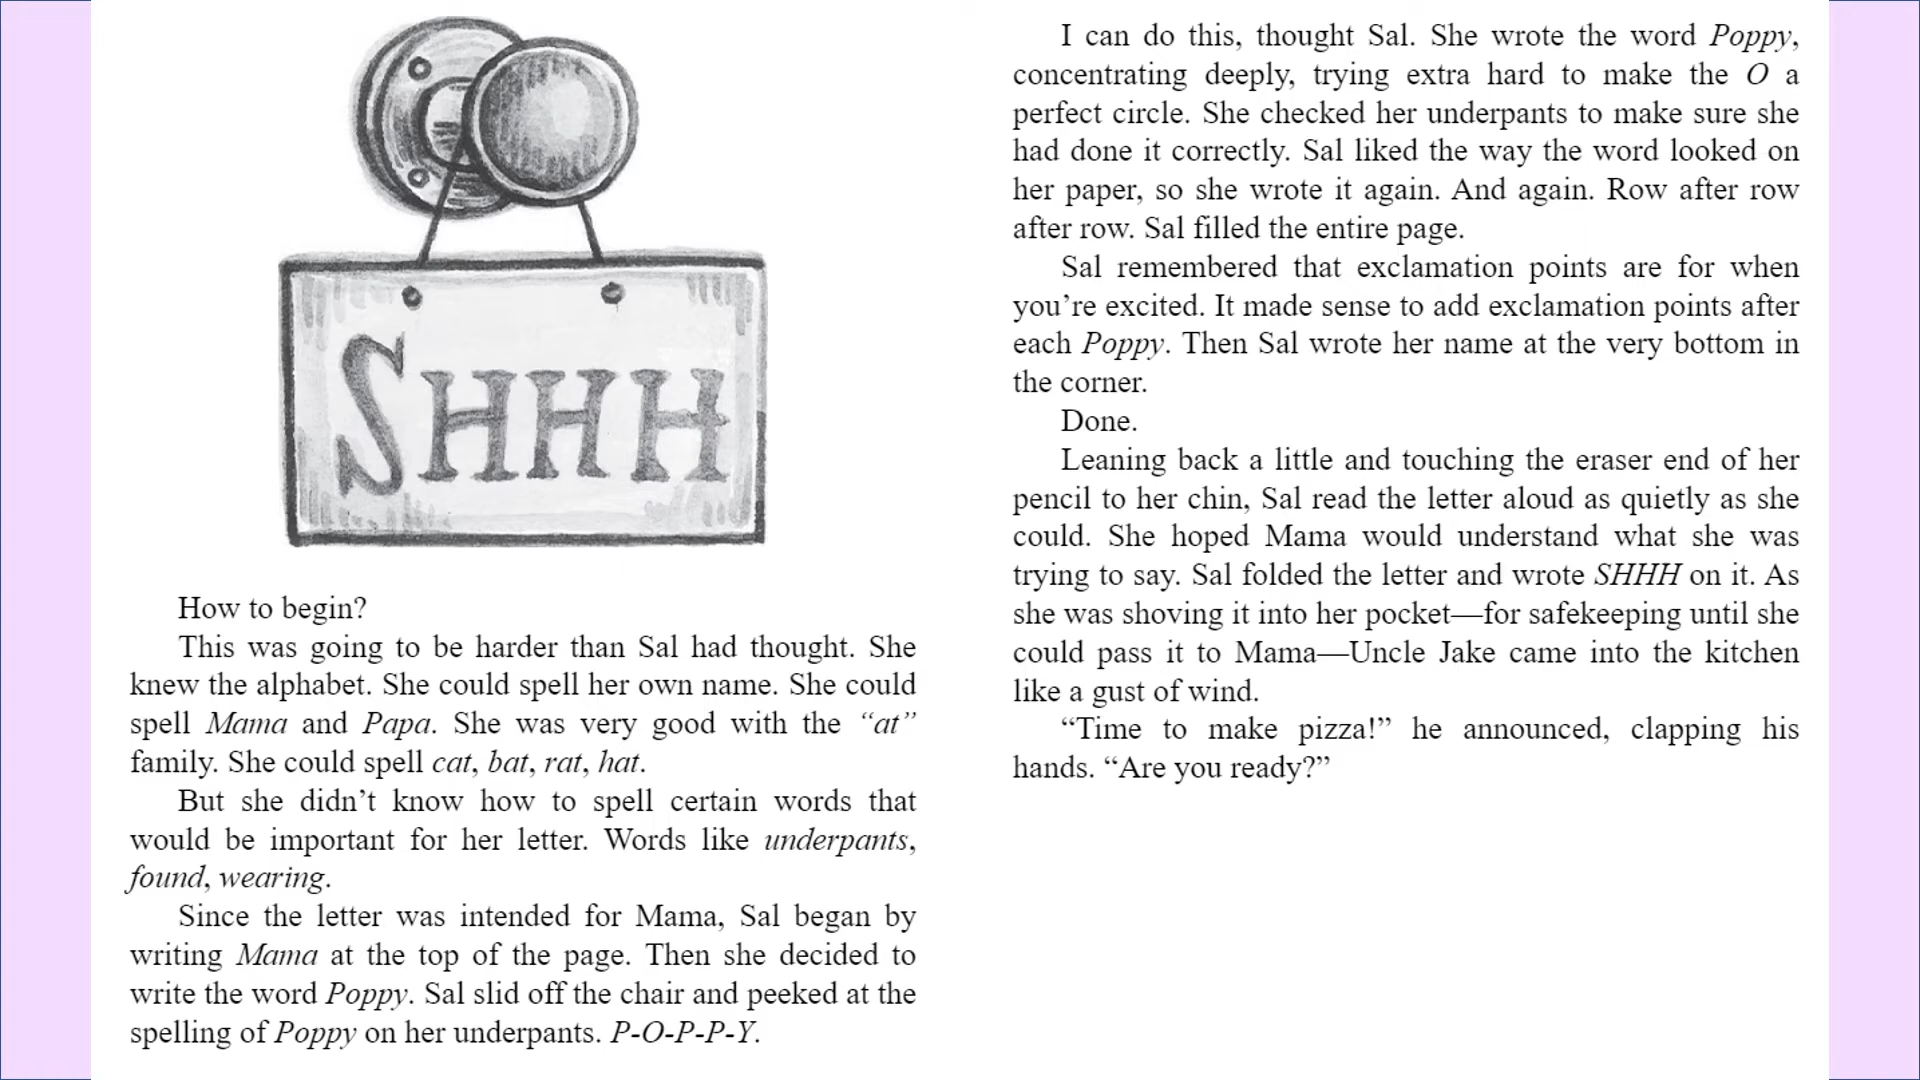 SHHH
How to begin?
This was going to be harder than Sal had thought. She
knew the alphabet. She could spell her own name. She could
spell Mama and Papa. She was very good with the “at”
family. She could spell cat, bat, rat, hat.
But she didn’t know how to spell certain words that
would be important for her letter. Words like underpants,
found, wearing.
Since the letter was intended for Mama, Sal began by
writing Mama at the top of the page. Then she decided to
write the word Poppy. Sal slid off the chair and peeked at the
spelling of Poppy on her underpants. P-O-P-P-Y.
I can do this, thought Sal. She wrote the word Poppy,
concentrating deeply, trying extra hard to make the O a
perfect circle. She checked her underpants to make sure she
had done it correctly. Sal liked the way the word looked on
her paper, so she wrote it again. And again. Row after row
after row. Sal filled the entire page.
Sal remembered that exclamation points are for when
you’re excited. It made sense to add exclamation points after
each Poppy. Then Sal wrote her name at the very bottom in
the corner.
Done.
Leaning back a little and touching the eraser end of her
pencil to her chin, Sal read the letter aloud as quietly as she
could. She hoped Mama would understand what she was
trying to say. Sal folded the letter and wrote SHHH on it. As
she was shoving it into her pocket—for safekeeping until she
could pass it to Mama—Uncle Jake came into the kitchen
like a gust of wind.
“Time to make pizza!” he announced, clapping his
hands. “Are you ready?”